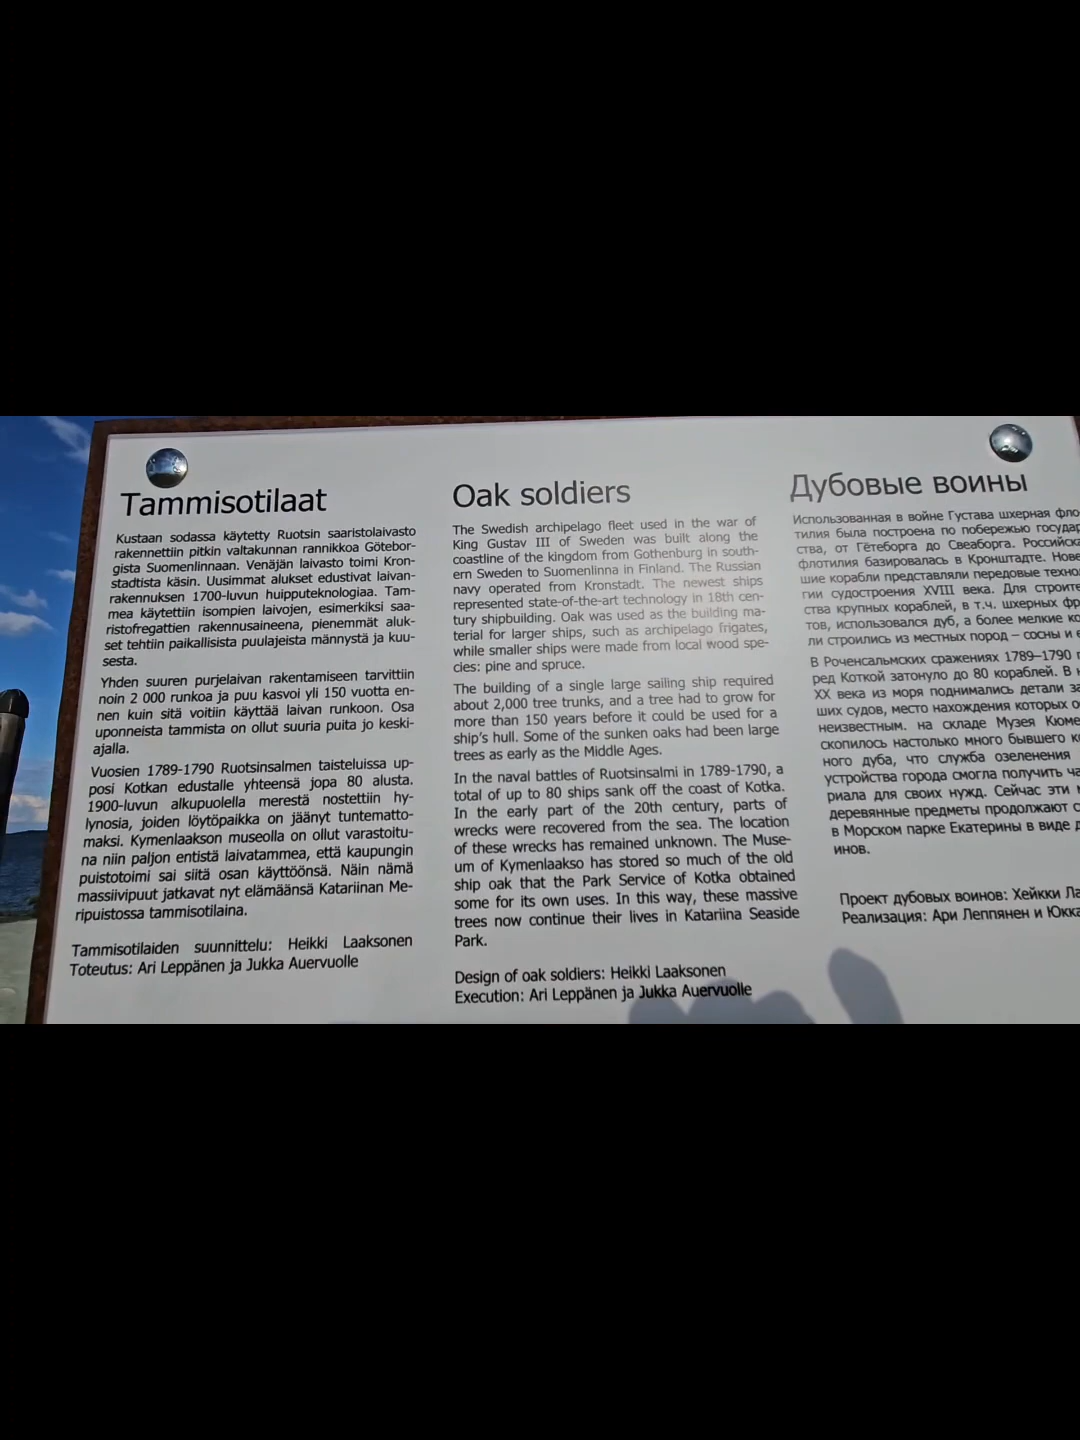 Tammisotilaat
Kustaan sodassa käytetty Ruotsin saaristolaivasto
rakennettiin pitkin valtakunnan rannikkoa Götebor-
gista Suomenlinnaan. Venäjän laivasto toimi Kron-
stadtista käsin. Uusimmat alukset edustivat laivan-
rakennuksen 1700-luvun huipputeknologiaa. Tam-
mea käytettiin isompien laivojen, esimerkiksi saa-
ristofregattien rakennusaineena, pienemmät aluk-
set tehtiin paikallisista puulajeista männystä ja kuu-
sesta.
Yhden suuren purjelaivan rakentamiseen tarvittiin
noin 2 000 runkoa ja puu kasvoi yli 150 vuotta en-
nen kuin sitä voitiin käyttää laivan runkoon. Osa
uponneista tammista on ollut suuria puita jo keski-
ajalla.
Vuosien 1789-1790 Ruotsinsalmen taisteluissa up-
posi Kotkan edustalle yhteensä jopa 80 alusta.
1900-luvun alkupuolella merestä nostettiin hy-
lynosia, joiden löytöpaikka on jäänyt tuntematto-
maksi. Kymenlaakson museolla on ollut varastoitu-
na niin paljon entistä laivatammea, että kaupungin
puistotoimi sai siitä osan käyttöönsä. Näin nämä
massiivipuut jatkavat nyt elämäänsä Katariinan Me-
ripuistossa tammisotilaina.
Tammisotilaiden suunnittelu: Heikki Laaksonen
Toteutus: Ari Leppänen ja Jukka Auervuolle
Oak soldiers
The Swedish archipelago fleet used in the war of
King Gustav III of Sweden was built along the
coastline of the kingdom from Gothenburg in south-
ern Sweden to Suomenlinna in Finland. The Russian
navy operated from Kronstadt. The newest ships
represented state-of-the-art technology in 18th cen-
tury shipbuilding. Oak was used as the building ma-
terial for larger ships, such as archipelago frigates,
while smaller ships were made from local wood spe-
cies: pine and spruce.
The building of a single large sailing ship required
about 2,000 tree trunks, and a tree had to grow for
more than 150 years before it could be used for a
ship's hull. Some of the sunken oaks had been large
trees as early as the Middle Ages.
In the naval battles of Ruotsinsalmi in 1789-1790, a
total of up to 80 ships sank off the coast of Kotka.
In the early part of the 20th century, parts of
wrecks were recovered from the sea. The location
of these wrecks has remained unknown. The Muse-
um of Kymenlaakso has stored so much of the old
ship oak that the Park Service of Kotka obtained
some for its own uses. In this way, these massive
trees now continue their lives in Katariina Seaside
Park.
Design of oak soldiers: Heikki Laaksonen
Execution: Ari Leppänen ja Jukka Auervuolle
Дубовые воины
Использованная в войне Густава шхерная фло
тилия была построена по побережью государ
ства, от Гётеборга до Свеаборга. Российска
флотилия базировалась в Кронштадте. Нове
шие корабли представляли передовые техно
гии судостроения XVIII века. Для строите
ства крупных кораблей, в т.ч. шхерных фр
тов, использовался дуб, а более мелкие ко
ли строились из местных пород – сосны и е
В Роченсальмских сражениях 1789–1790 г
ред Коткой затонуло до 80 кораблей. В н
XX века из моря поднимались детали за
ших судов, место нахождения которых о
неизвестным. на складе Музея Кюме
скопилось настолько много бывшего к
ного дуба, что служба озеленения
устройства города смогла получить ча
риала для своих нужд. Сейчас эти м
деревянные предметы продолжают с
в Морском парке Екатерины в виде д
инов.
Проект дубовых воинов: Хейкки Ла
Реализация: Ари Леппянен и Юкка